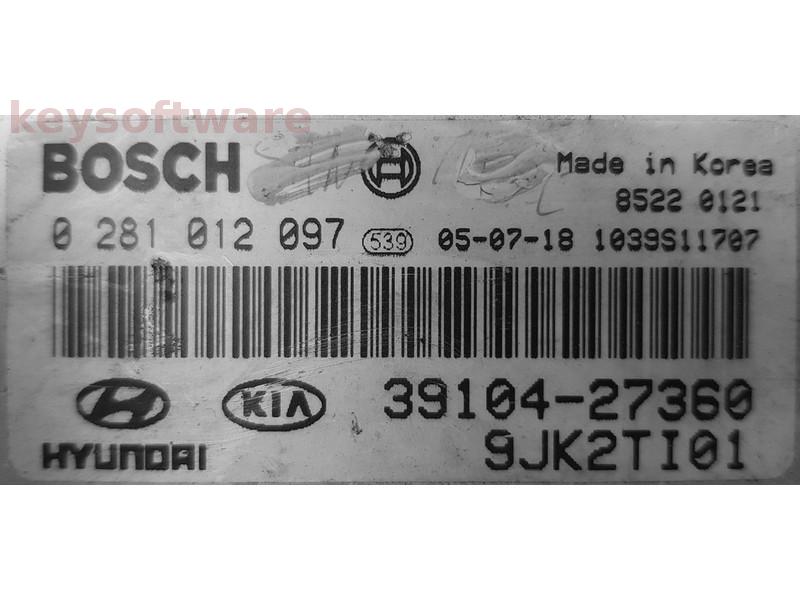 keysoftware
BOSCH
Made in Korea
8522 0121
0 281 012 097 539 05-07-18 1039S11707
KIA 39104-27360
HYUNDAI 9JK2TI01